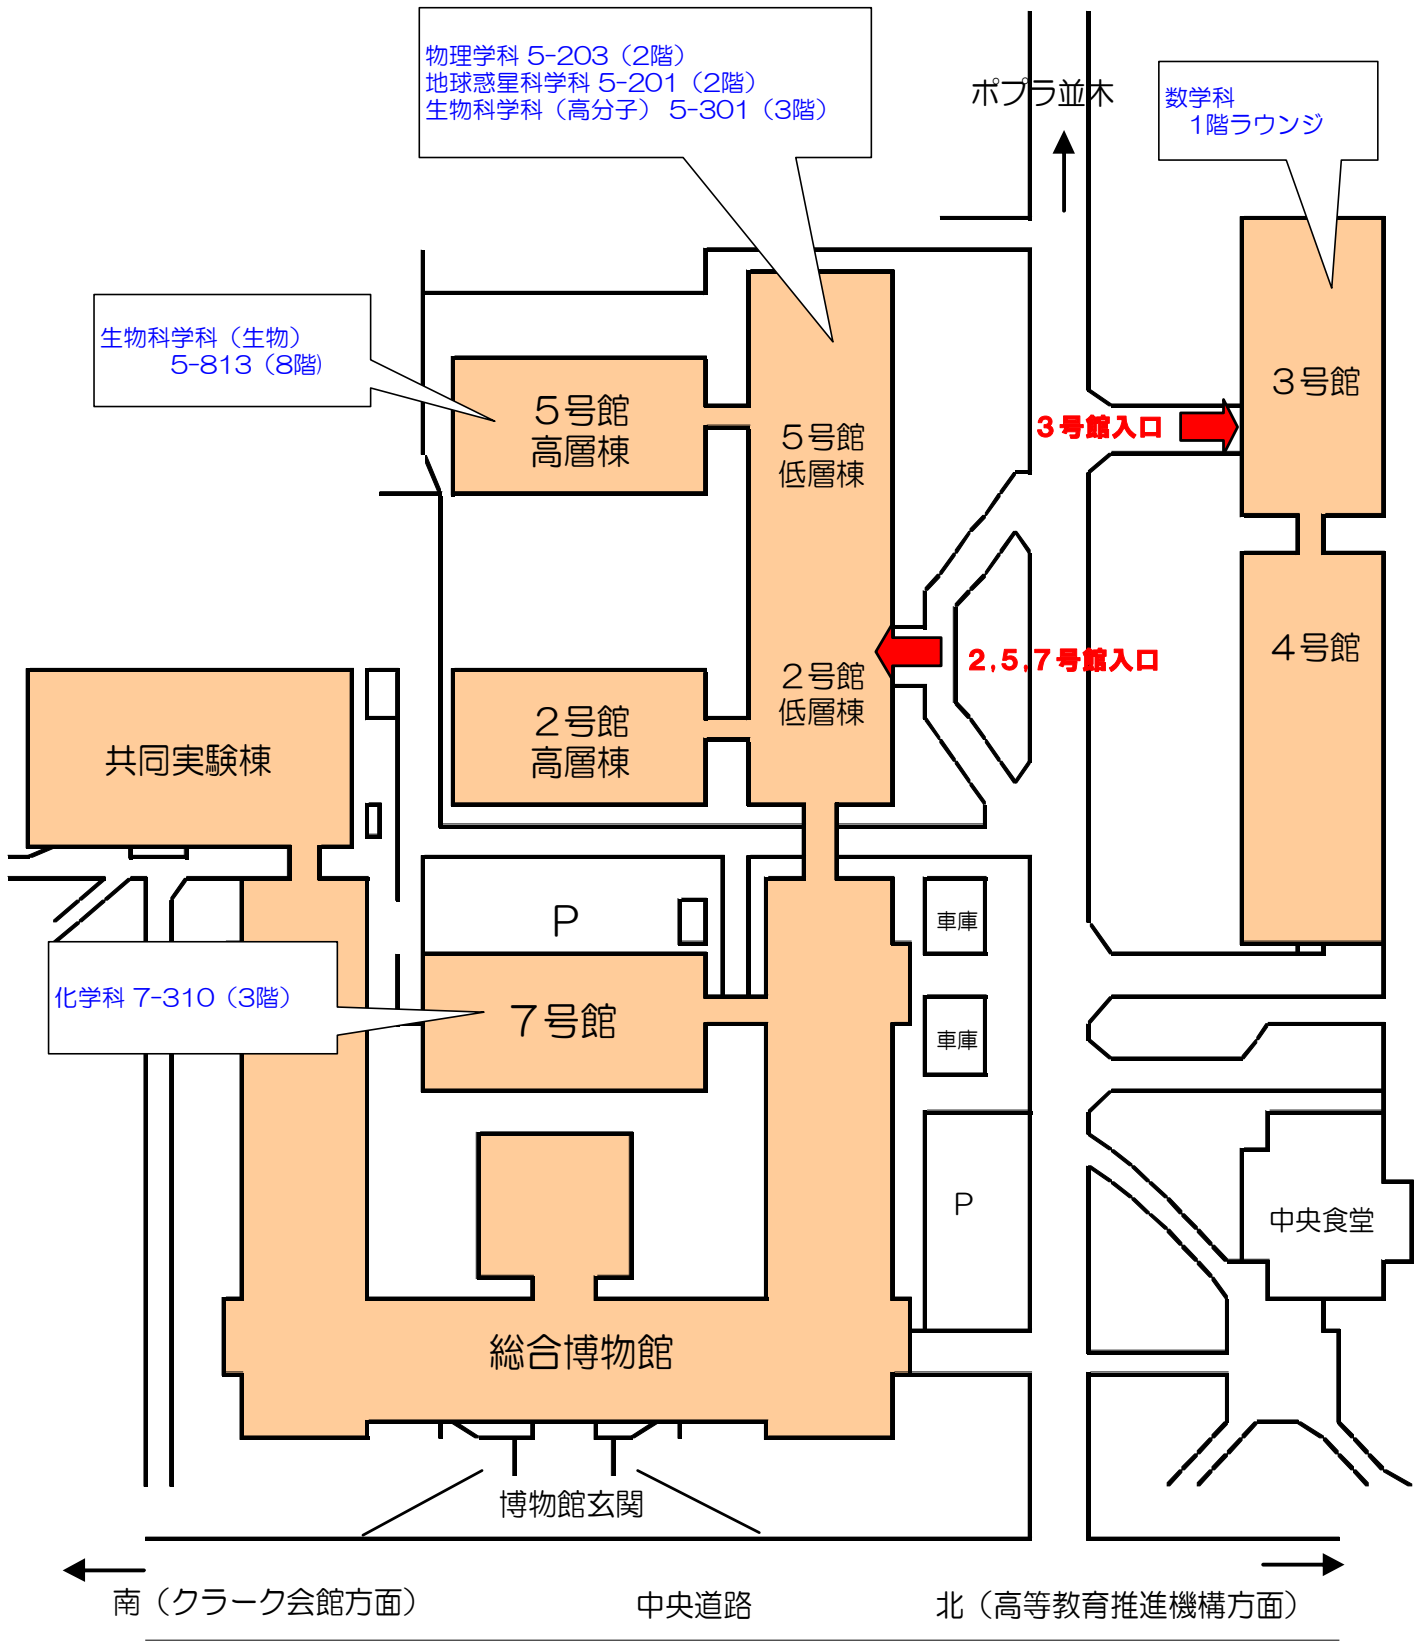 物理学科 5-203（2階）
地球惑星科学科 5-201（2階）
生物科学科（高分子） 5-301（3階）
ポプラ並木
数学科
1階ラウンジ
生物科学科（生物）
5-813（8階）
5号館
高層棟
5号館
低層棟
3号館入口
3号館
2,5,7号館入口
4号館
2号館
低層棟
2号館
高層棟
共同実験棟
P
車庫
化学科 7-310（3階）
7号館
車庫
P
中央食堂
総合博物館
博物館玄関
南（クラーク会館方面）
中央道路
北（高等教育推進機構方面）